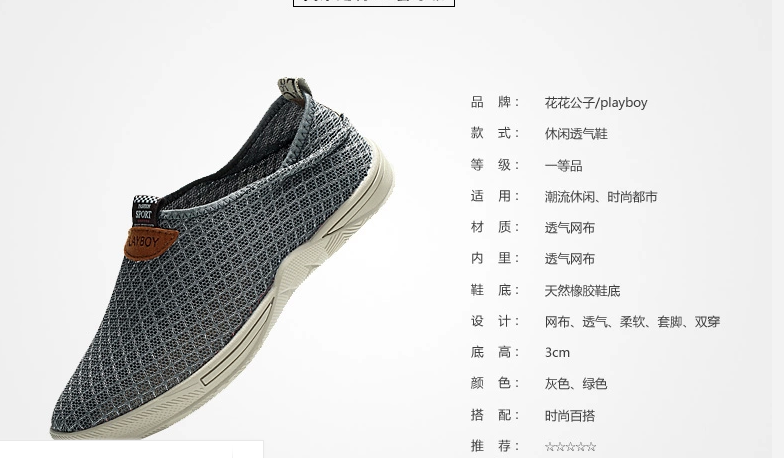 品 牌： 花花公子/playboy
款 式： 休闲透气鞋
等 级： 一等品
适 用： 潮流休闲、时尚都市
材 质： 透气网布
内 里： 透气网布
鞋 底： 天然橡胶鞋底
设 计： 网布、透气、柔软、套脚、双穿
底 高： 3cm
颜 色： 灰色、绿色
搭 配： 时尚百搭
推 荐： ☆☆☆☆☆
SPORT
LAYBOY